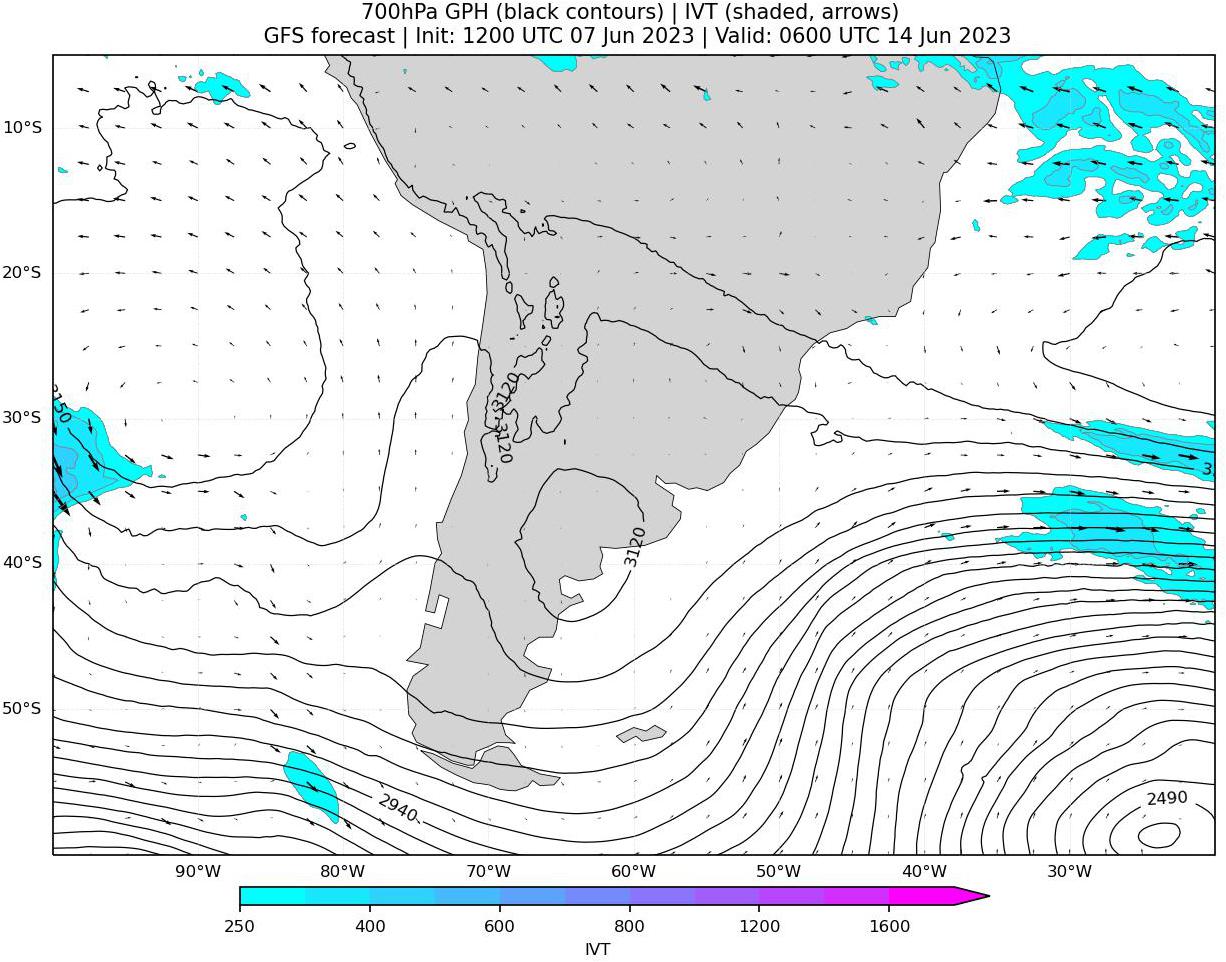 700hPa GPH (black contours) | IVT (shaded, arrows)
GFS forecast | Init: 1200 UTC 07 Jun 2023 | Valid: 0600 UTC 14 Jun 2023
10°S
20°S
3120
3150
30°S
3120
3.
3120
40°S
50°S
2940
2490
90°W 80°W 70°W 60°W 50°W 40°W 30°W
250 400 600 800 1200 1600
IVT